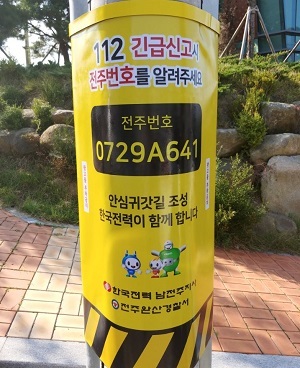 112 긴급신고시
전주번호를 알려주세요
전주번호
0729A641
안심귀갓길 조성
한국전력이 함께 합니다
한국전력 남전주지사
전주완산경찰서